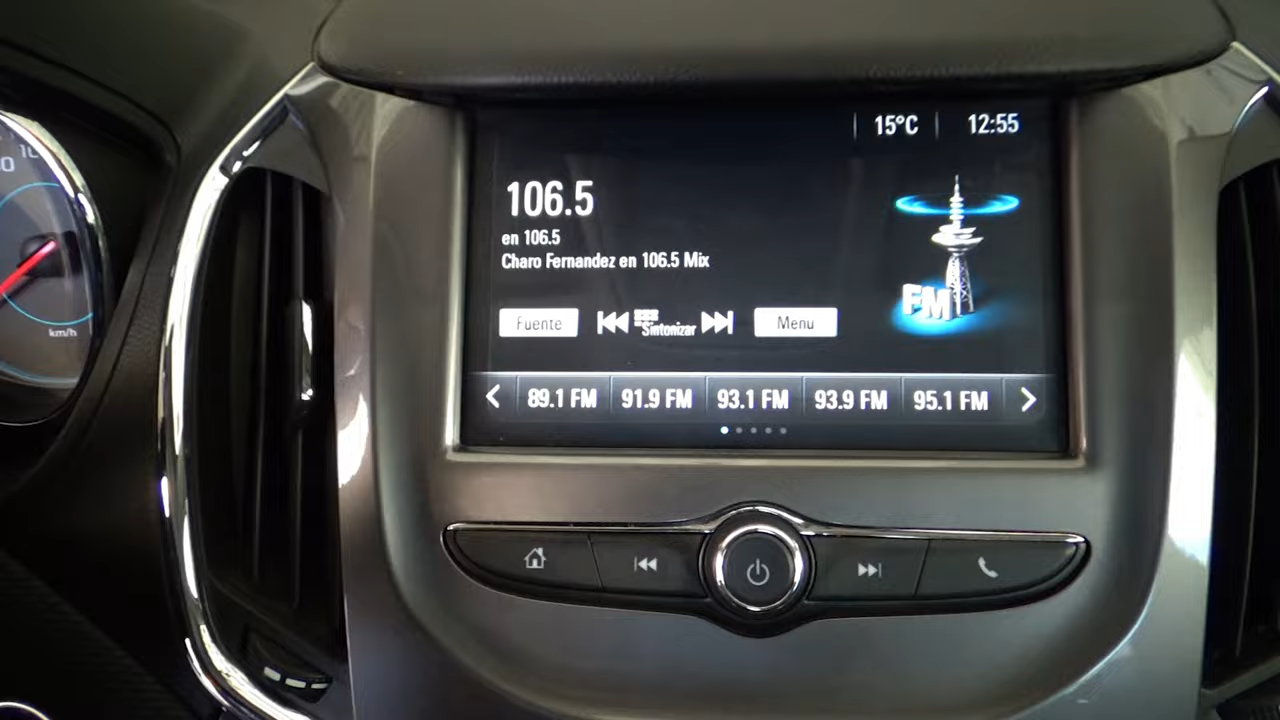 15°C 12:55
106.5
en 106.5
Charo Fernandez en 106.5 Mix
FM
Fuente Sintonizar Menu
89.1 FM 91.9 FM 93.1 FM 93.9 FM 95.1 FM
km/h